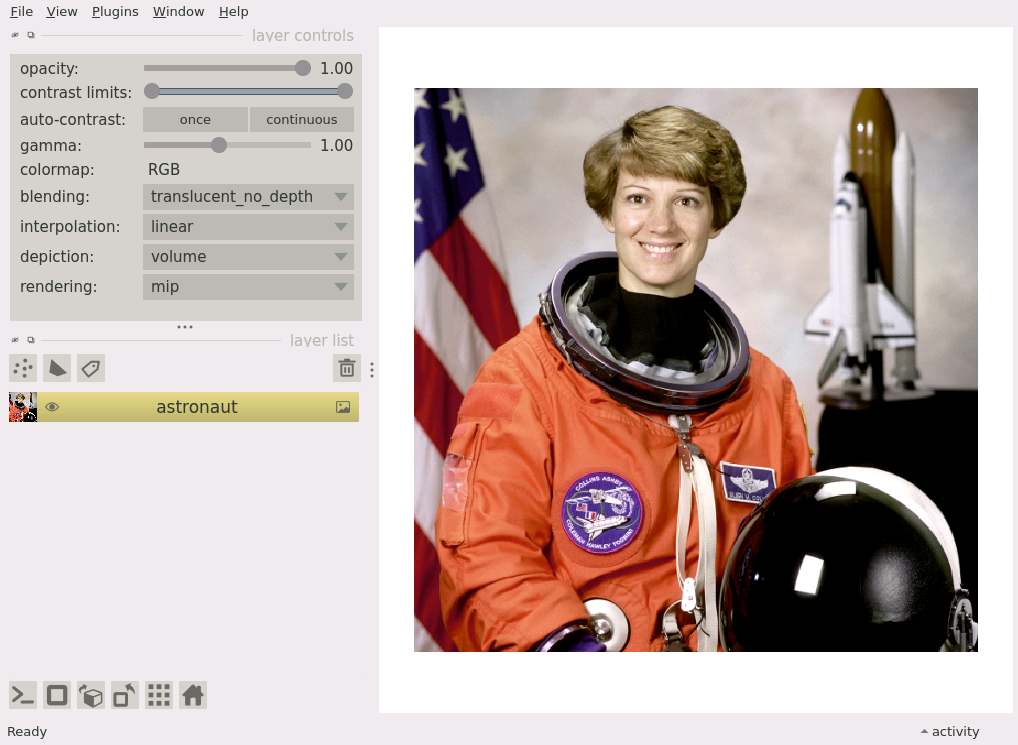 File View Plugins Window Help
layer controls
opacity: 1.00
contrast limits:
auto-contrast: once continuous
gamma: 1.00
colormap: RGB
blending: translucent_no_depth
interpolation: linear
depiction: volume
rendering: mip
layer list
astronaut
COLLINS ASHBY
COLEMAN HAWLEY TOGNINI
Ready
activity